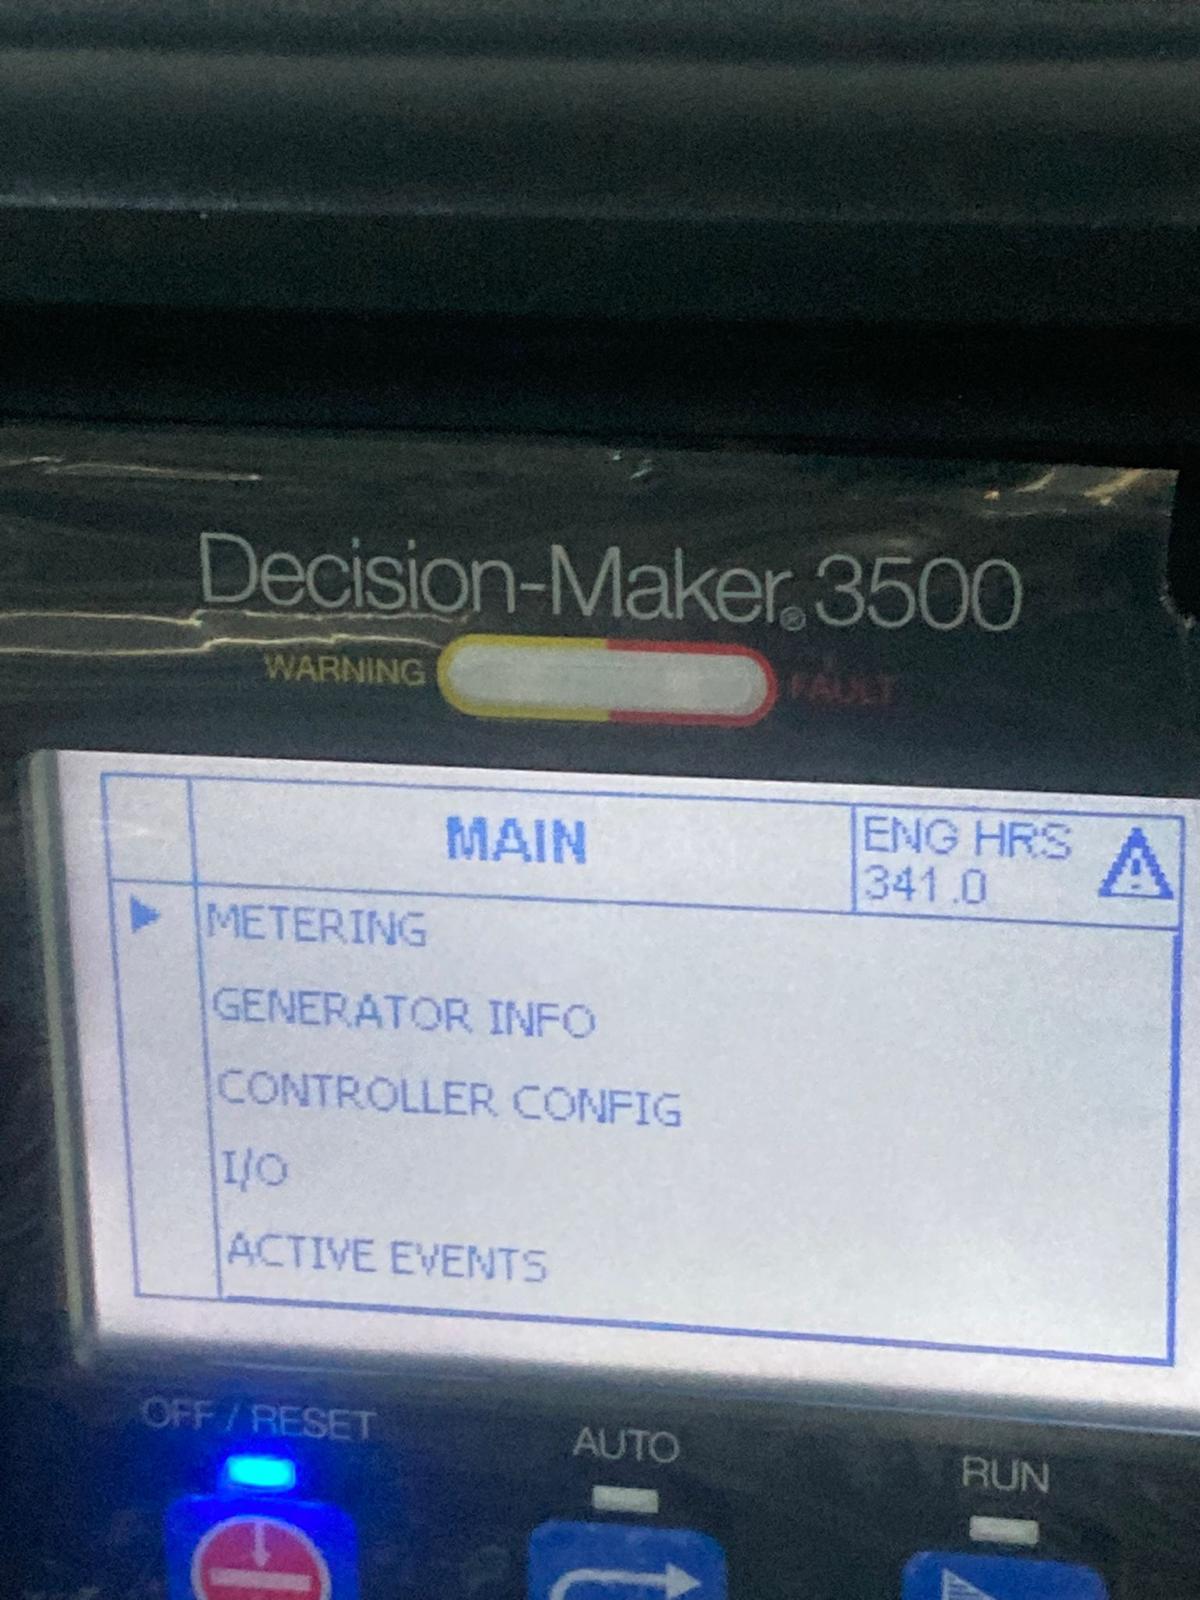 Decision-Maker® 3500
WARNING FAULT
MAIN
ENG HRS
341.0
METERING
GENERATOR INFO
CONTROLLER CONFIG
I/O
ACTIVE EVENTS
OFF / RESET
AUTO
RUN